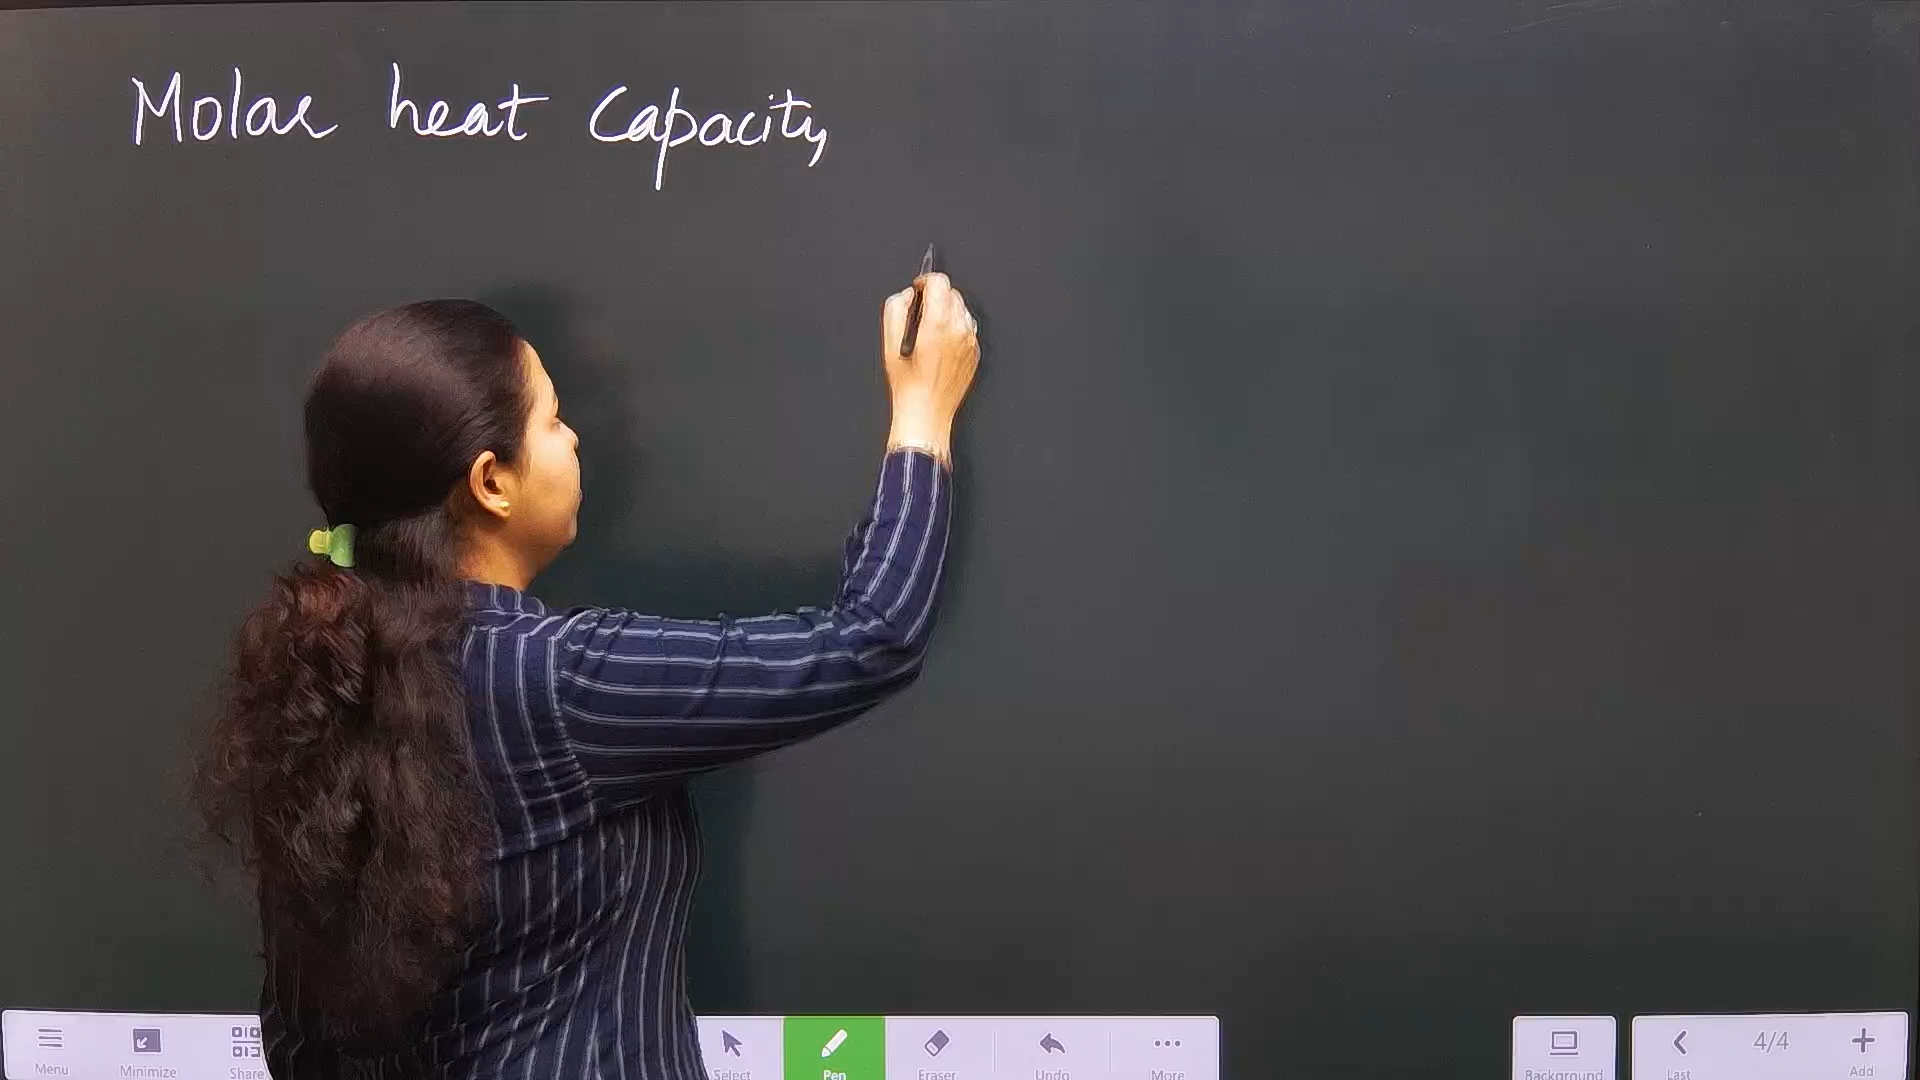 Molar heat Capacity
Menu
Minimize
Share
Select
Pen
Eraser
Undo
More
Background
Last
4/4
Add